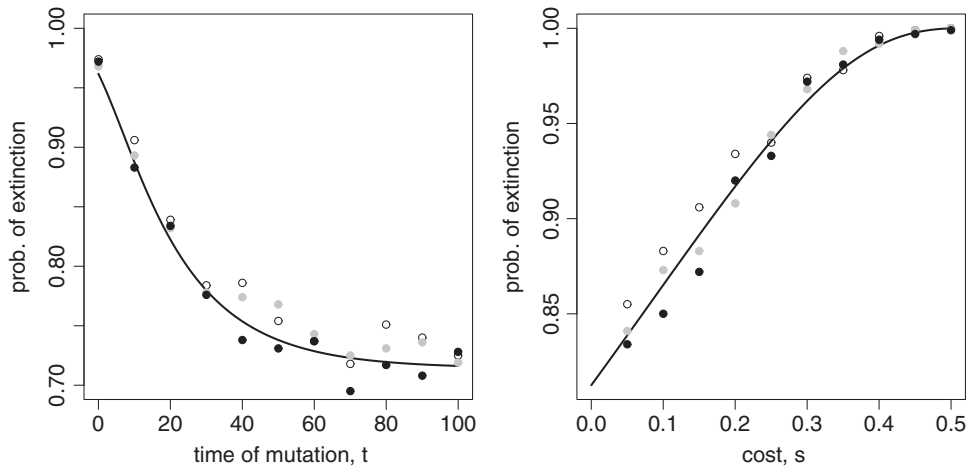 1.00
0.90
0.80
0.70
prob. of extinction
0 20 40 60 80 100
time of mutation, t
1.00
0.95
0.90
0.85
prob. of extinction
0.0 0.1 0.2 0.3 0.4 0.5
cost, s